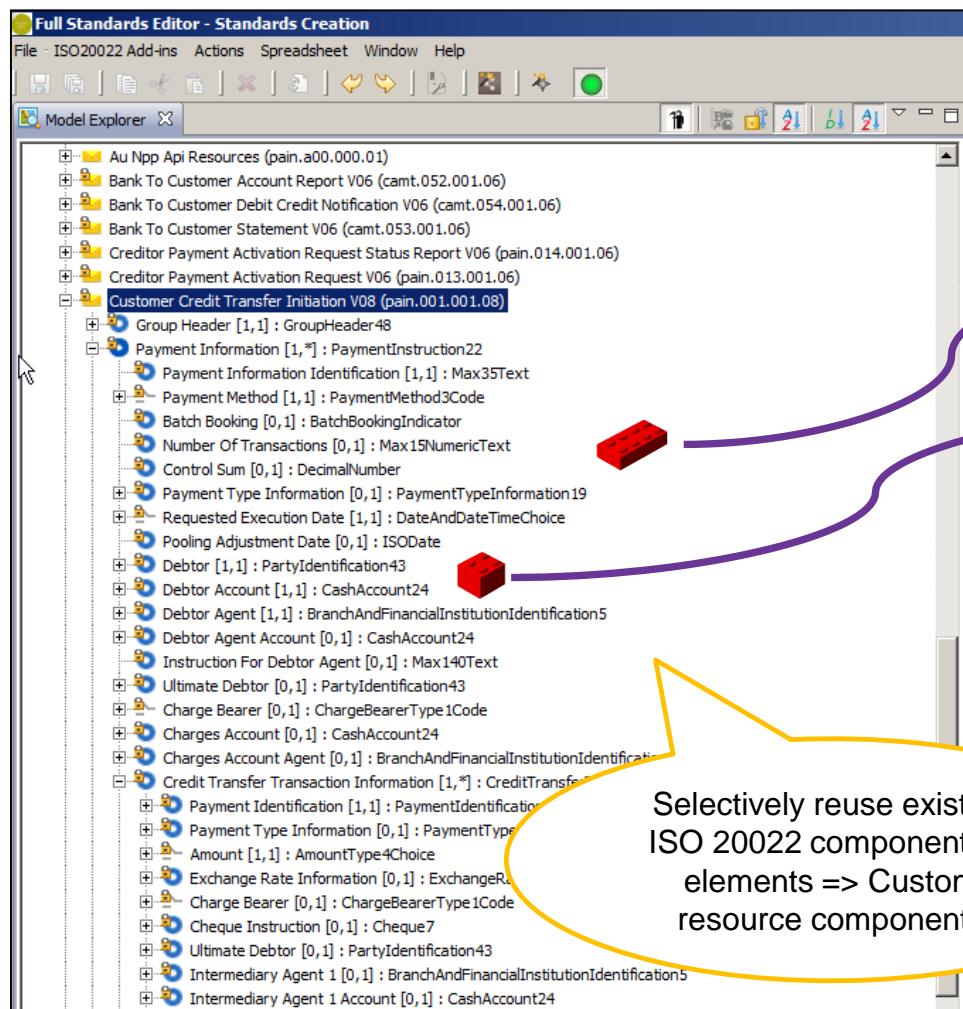 Full Standards Editor - Standards Creation
File ISO20022 Add-ins Actions Spreadsheet Window Help
Model Explorer
Au Npp Api Resources (pain.a00.000.01)
Bank To Customer Account Report V06 (camt.052.001.06)
Bank To Customer Debit Credit Notification V06 (camt.054.001.06)
Bank To Customer Statement V06 (camt.053.001.06)
Creditor Payment Activation Request Status Report V06 (pain.014.001.06)
Creditor Payment Activation Request V06 (pain.013.001.06)
Customer Credit Transfer Initiation V08 (pain.001.001.08)
Group Header [1,1] : GroupHeader48
Payment Information [1,*] : PaymentInstruction22
Payment Information Identification [1,1] : Max35Text
Payment Method [1,1] : PaymentMethod3Code
Batch Booking [0,1] : BatchBookingIndicator
Number Of Transactions [0,1] : Max15NumericText
Control Sum [0,1] : DecimalNumber
Payment Type Information [0,1] : PaymentTypeInformation19
Requested Execution Date [1,1] : DateAndDateTimeChoice
Pooling Adjustment Date [0,1] : ISODate
Debtor [1,1] : PartyIdentification43
Debtor Account [1,1] : CashAccount24
Debtor Agent [1,1] : BranchAndFinancialInstitutionIdentification5
Debtor Agent Account [0,1] : CashAccount24
Instruction For Debtor Agent [0,1] : Max140Text
Ultimate Debtor [0,1] : PartyIdentification43
Charge Bearer [0,1] : ChargeBearerType1Code
Charges Account [0,1] : CashAccount24
Charges Account Agent [0,1] : BranchAndFinancialInstitutionIdentificatio
Credit Transfer Transaction Information [1,*] : CreditTransfe
Payment Identification [1,1] : PaymentIdentification
Payment Type Information [0,1] : PaymentType
Amount [1,1] : AmountType4Choice
Exchange Rate Information [0,1] : ExchangeRa
Charge Bearer [0,1] : ChargeBearerType1Code
Cheque Instruction [0,1] : Cheque7
Ultimate Debtor [0,1] : PartyIdentification43
Intermediary Agent 1 [0,1] : BranchAndFinancialInstitutionIdentification5
Intermediary Agent 1 Account [0,1] : CashAccount24
Selectively reuse exist
ISO 20022 component
elements => Custom
resource component